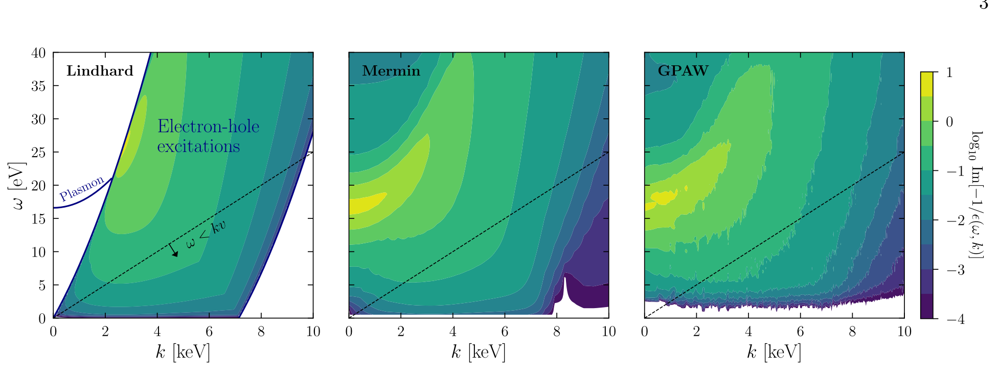 3
Lindhard
Mermin
GPAW
Electron-hole
excitations
Plasmon
ω < kv
ω [eV]
40
35
30
25
20
15
10
5
0
0 2 4 6 8 10
k [keV]
0 2 4 6 8 10
k [keV]
0 2 4 6 8 10
k [keV]
1
0
−1
−2
−3
−4
log₁₀ Im[−1/ϵ(ω, k)]